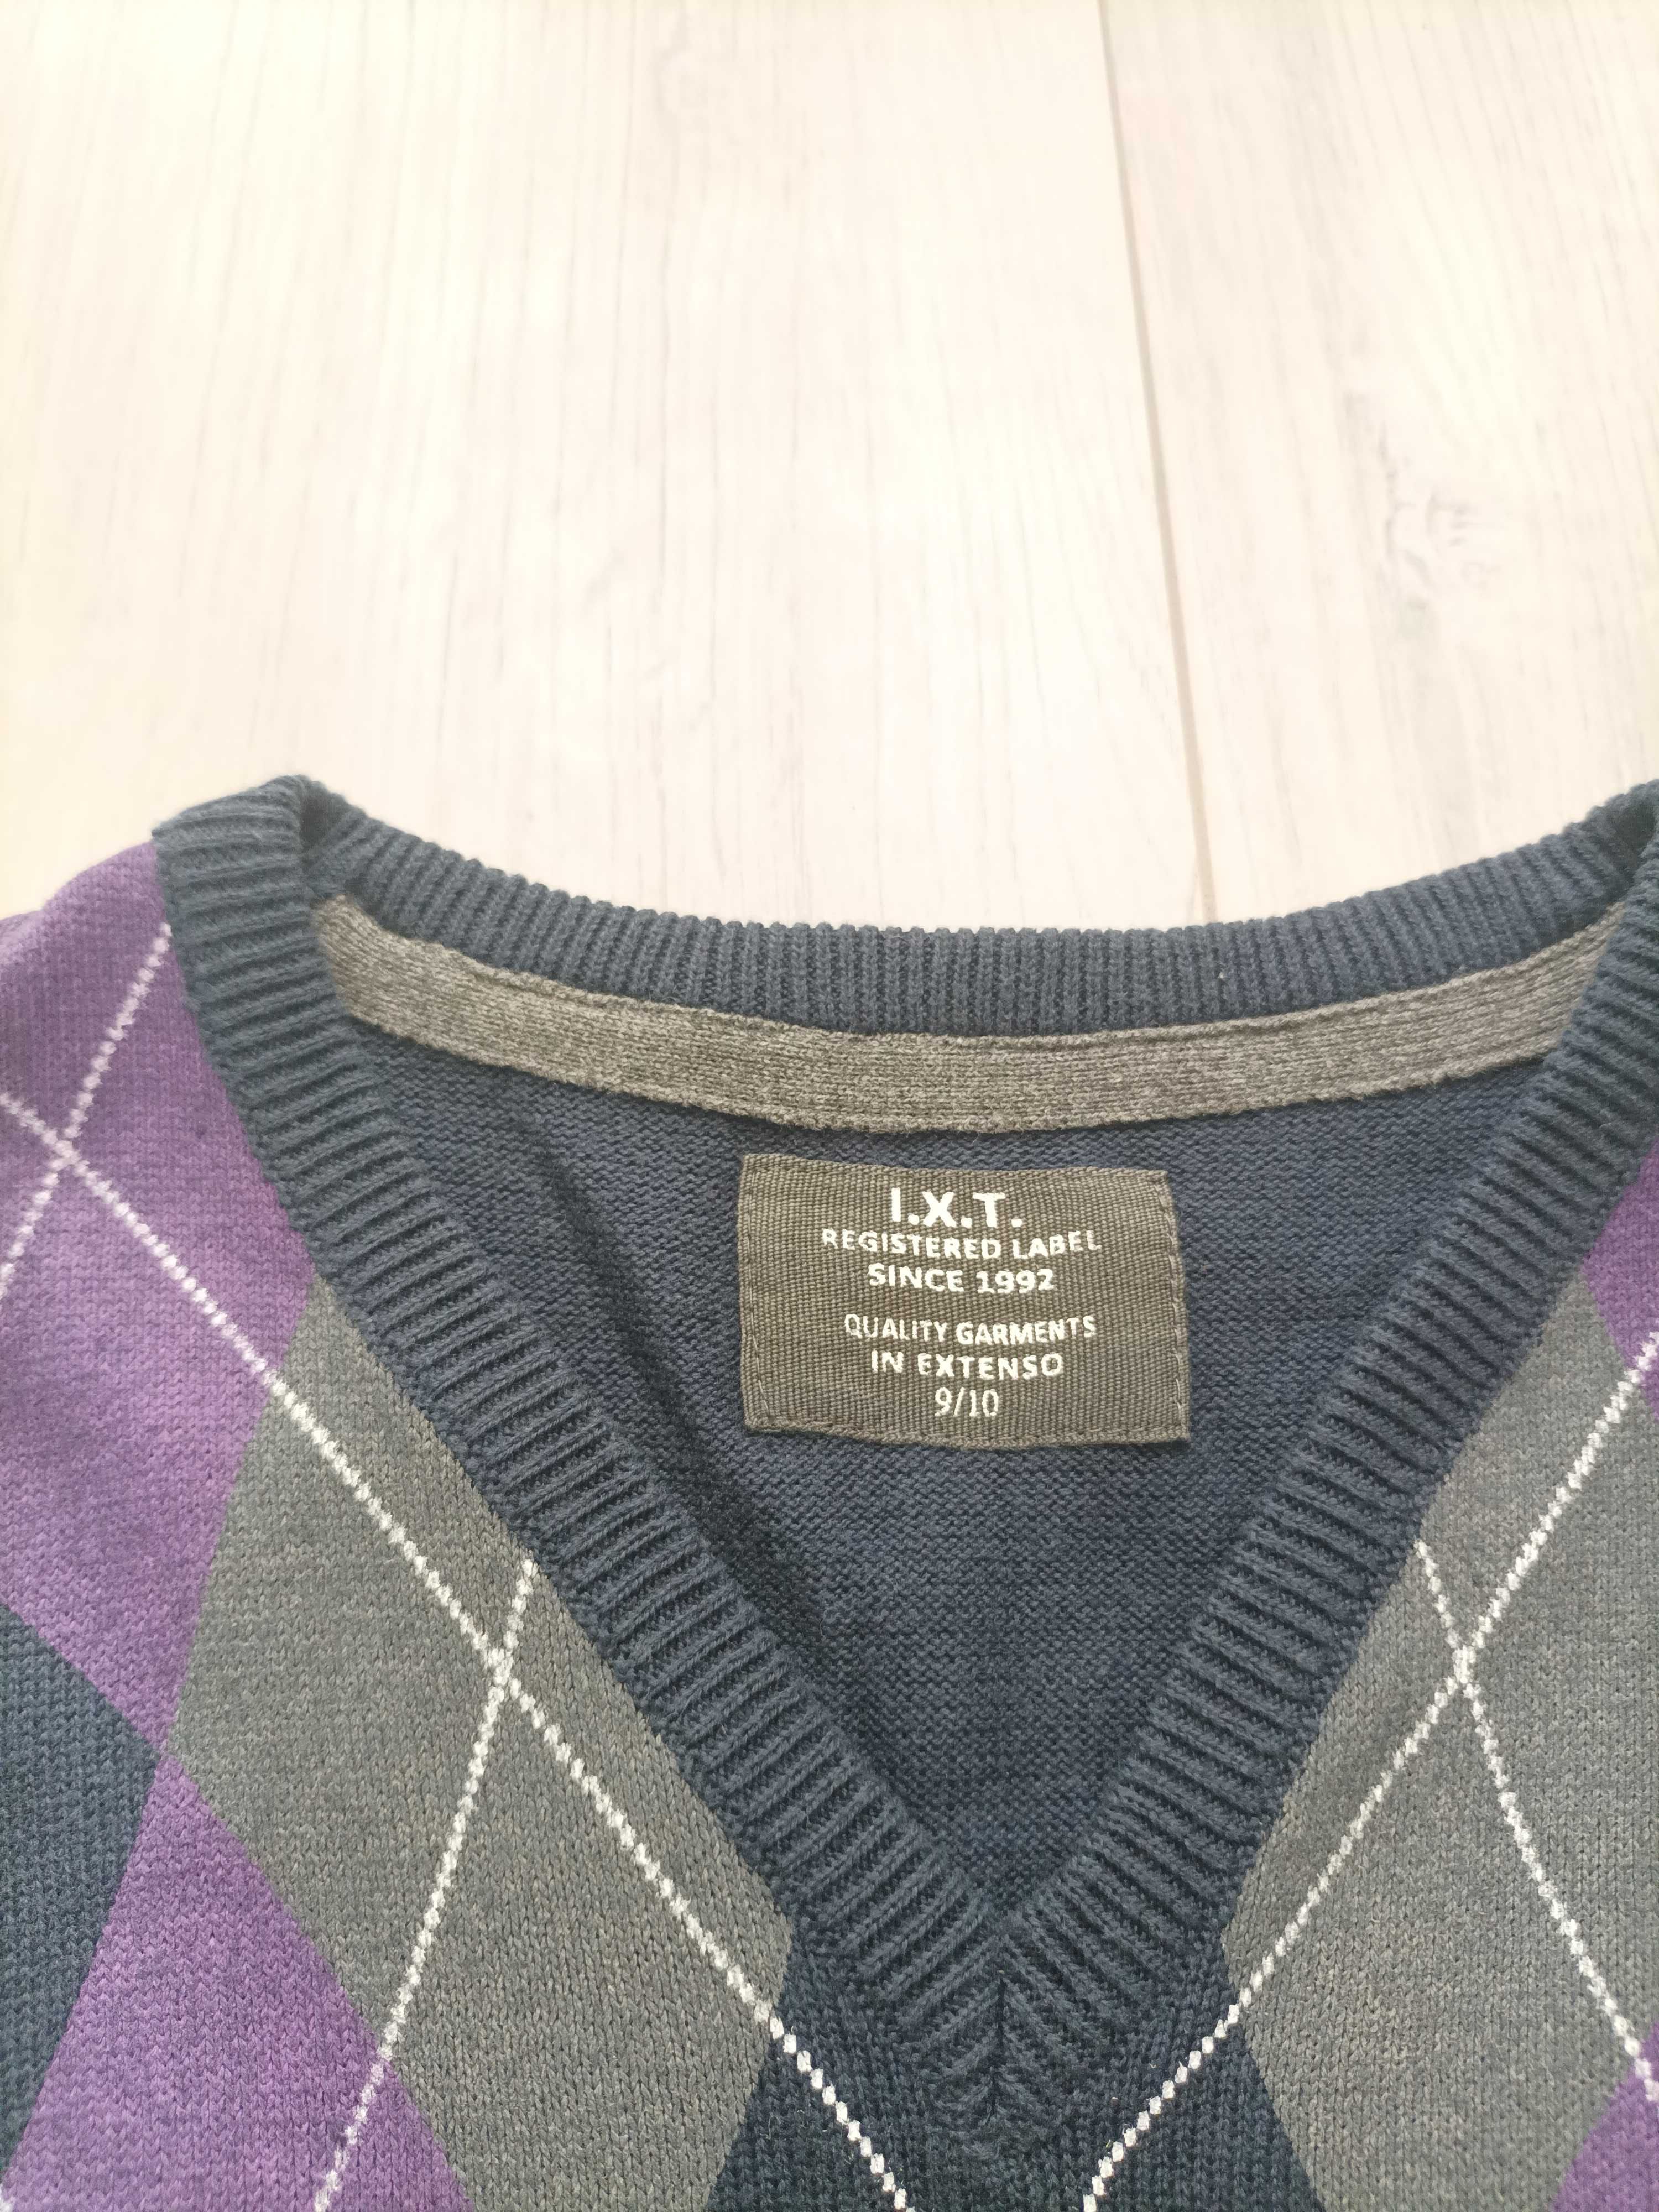 I.X.T.
REGISTERED LABEL
SINCE 1992
QUALITY GARMENTS
IN EXTENSO
9/10